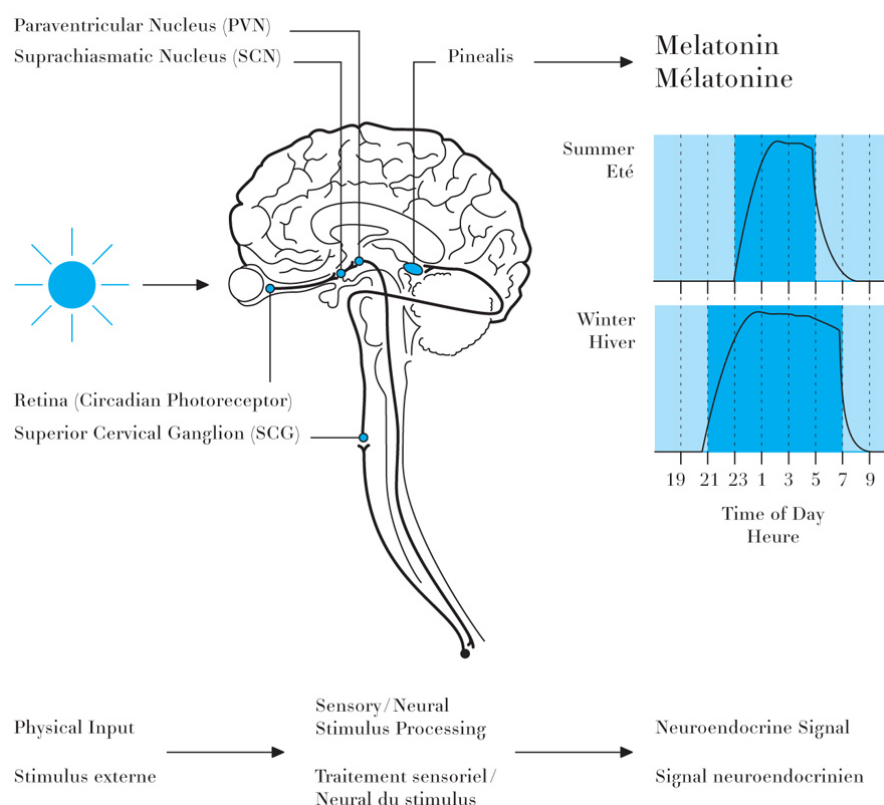 Paraventricular Nucleus (PVN)
Suprachiasmatic Nucleus (SCN)
Pinealis
Melatonin
Mélatonine
Summer
Eté
Winter
Hiver
Retina (Circadian Photoreceptor)
Superior Cervical Ganglion (SCG)
19 21 23 1 3 5 7 9
Time of Day
Heure
Physical Input
Stimulus externe
Sensory/Neural
Stimulus Processing
Traitement sensoriel/
Neural du stimulus
Neuroendocrine Signal
Signal neuroendocrinien